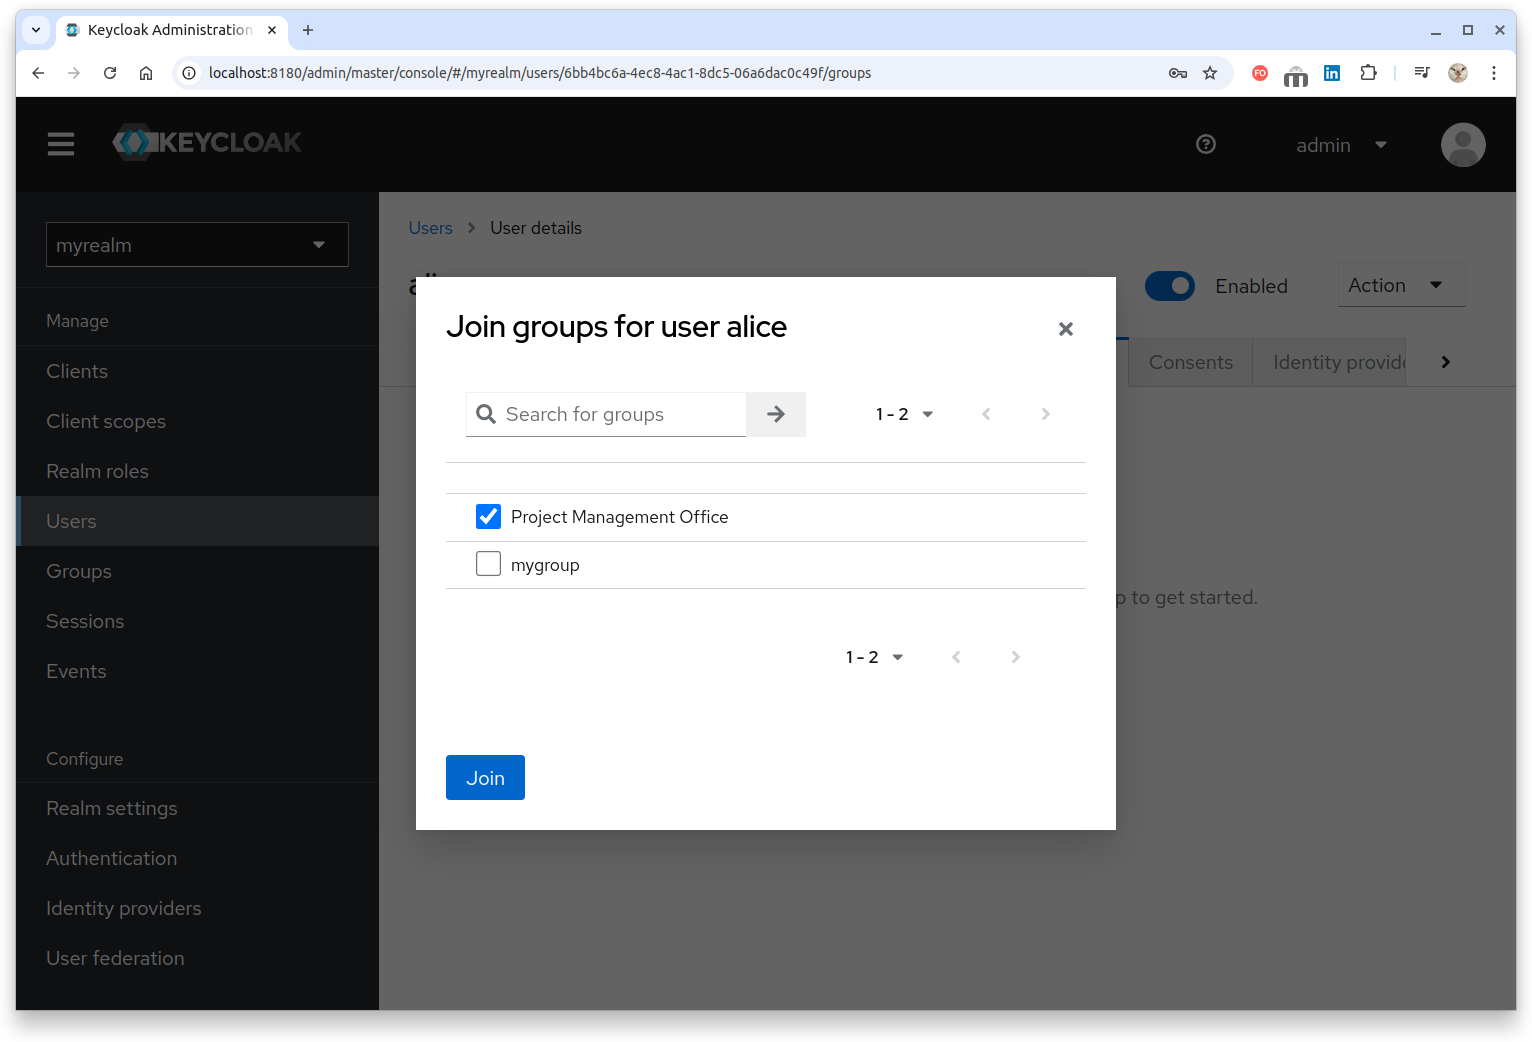 Keycloak Administration
localhost:8180/admin/master/console/#/myrealm/users/6bb4bc6a-4ec8-4ac1-8dc5-06a6dac0c49f/groups
FO
in
KEYCLOAK
admin
myrealm
Manage
Clients
Client scopes
Realm roles
Users
Groups
Sessions
Events
Configure
Realm settings
Authentication
Identity providers
User federation
Users
User details
Enabled
Action
Consents
Identity provide
Join groups for user alice
Search for groups
1 - 2
Project Management Office
mygroup
p to get started.
1 - 2
Join